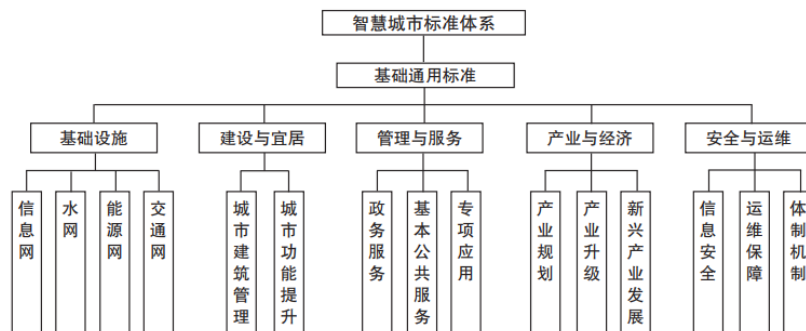 智慧城市标准体系
基础通用标准
基础设施
建设与宜居
管理与服务
产业与经济
安全与运维
信息网
水网
能源网
交通网
城市建筑管理
城市功能提升
政务服务
基本公共服务
专项应用
产业规划
产业升级
新兴产业发展
信息安全
运维保障
体制机制